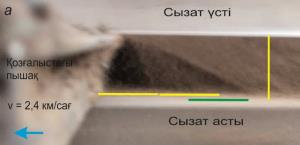 а
Сызат үсті
Қозғалыстағы
пышақ
v = 2,4 км/сағ
Сызат асты